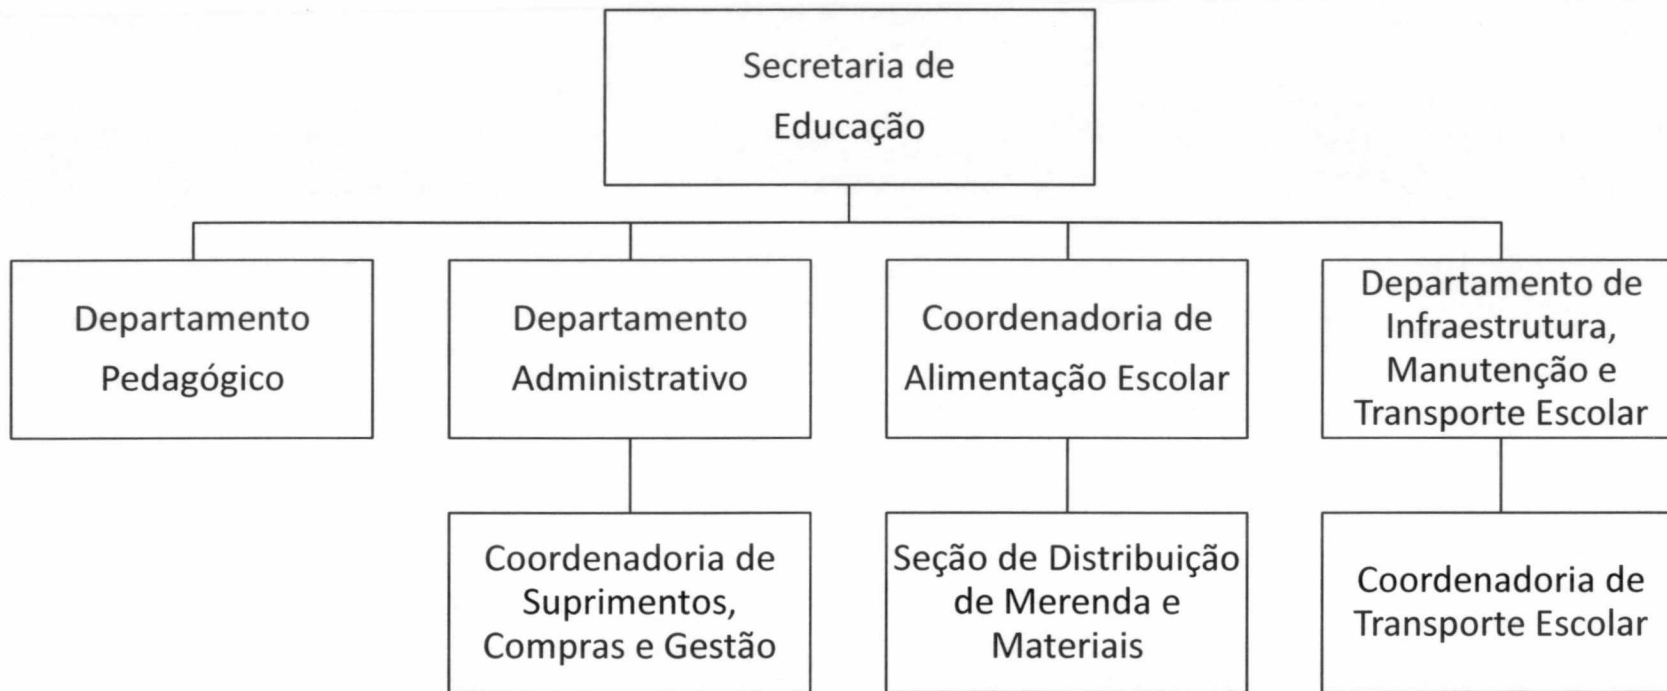 Secretaria de
Educação
Departamento
Pedagógico
Departamento
Administrativo
Coordenadoria de
Alimentação Escolar
Departamento de
Infraestrutura,
Manutenção e
Transporte Escolar
Coordenadoria de
Suprimentos,
Compras e Gestão
Seção de Distribuição
de Merenda e
Materiais
Coordenadoria de
Transporte Escolar